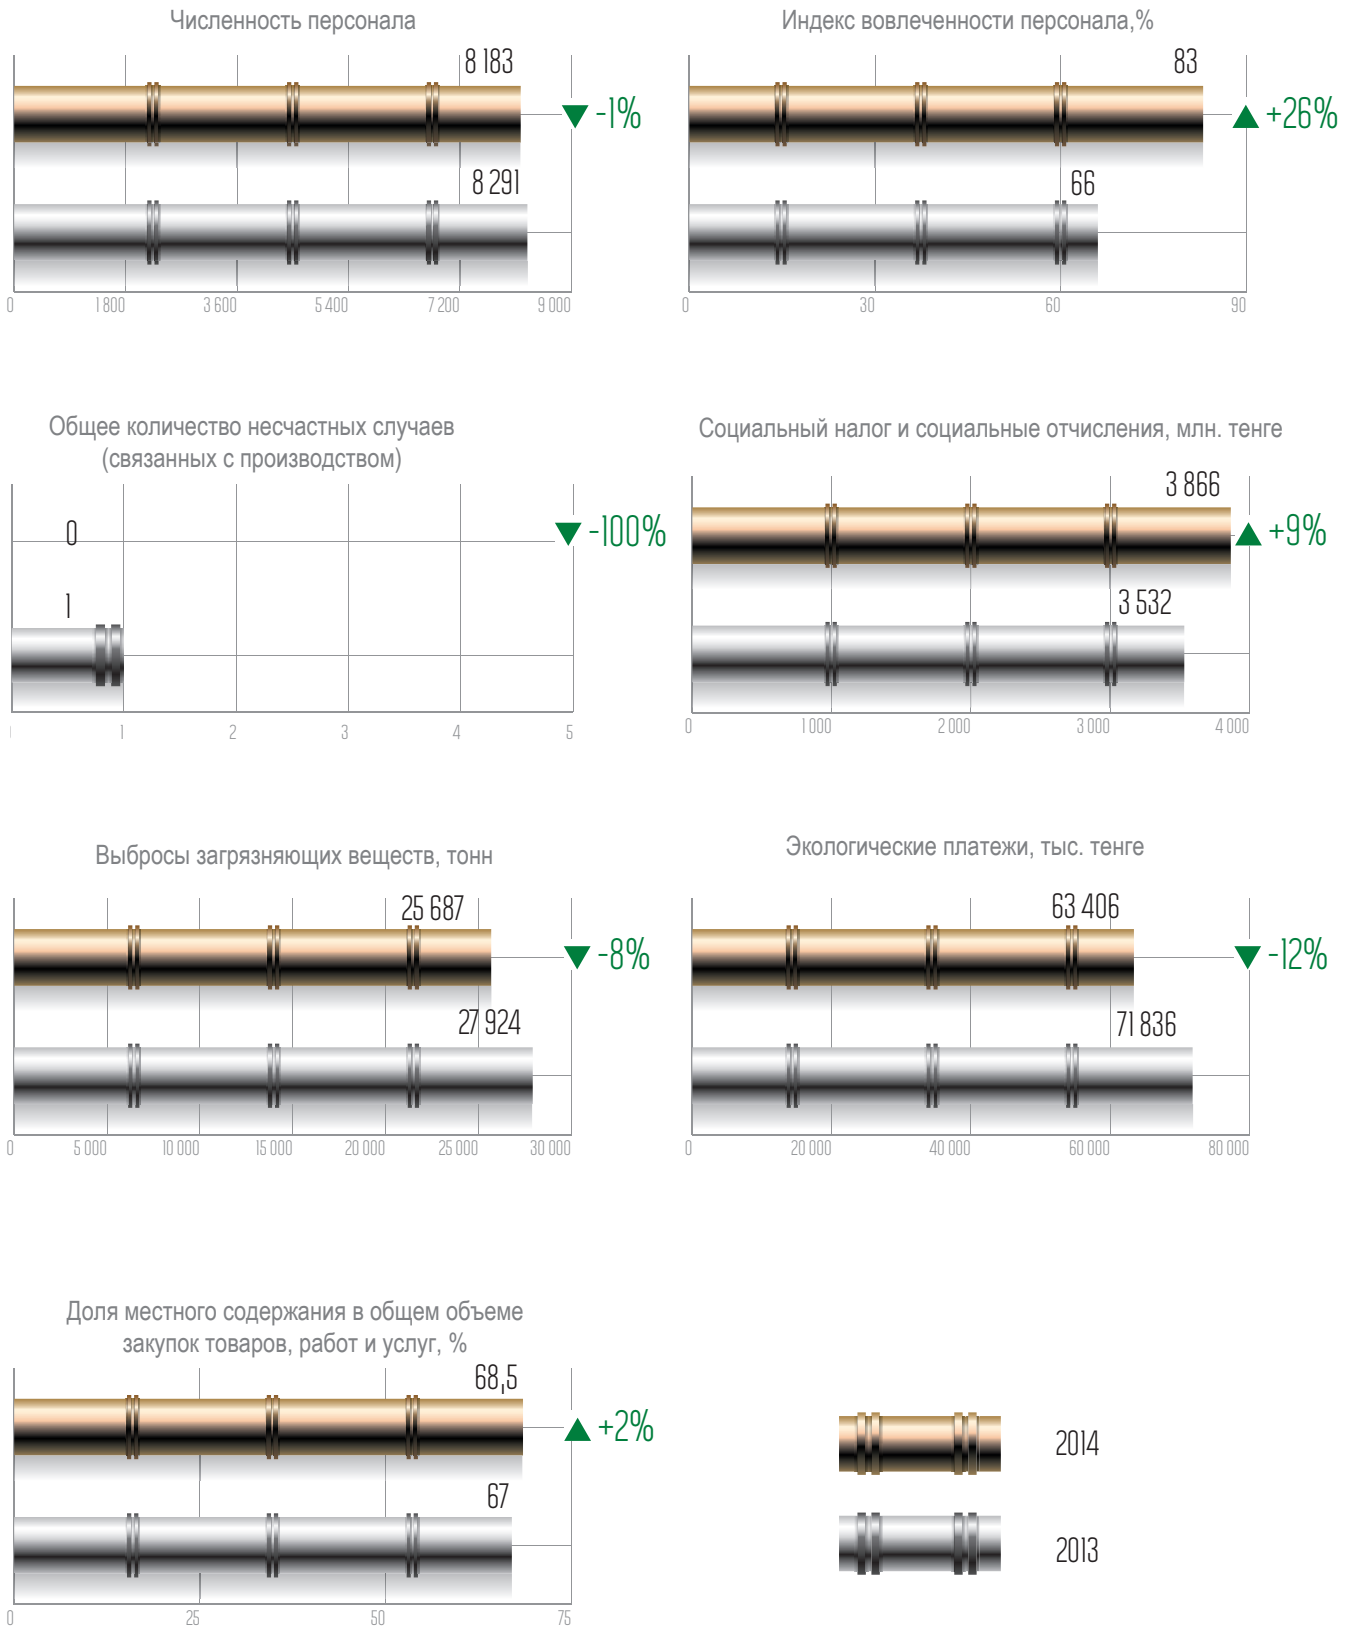 Численность персонала
8 183
-1%
8 291
0 1 800 3 600 5 400 7 200 9 000
Индекс вовлеченности персонала,%
83
+26%
66
0 30 60 90
Общее количество несчастных случаев
(связанных с производством)
0
-100%
1
1 2 3 4 5
Социальный налог и социальные отчисления, млн. тенге
3 866
+9%
3 532
0 1 000 2 000 3 000 4 000
Выбросы загрязняющих веществ, тонн
25 687
-8%
27 924
0 5 000 10 000 15 000 20 000 25 000 30 000
Экологические платежи, тыс. тенге
63 406
-12%
71 836
0 20 000 40 000 60 000 80 000
Доля местного содержания в общем объеме
закупок товаров, работ и услуг, %
68,5
+2%
67
0 25 50 75
2014
2013